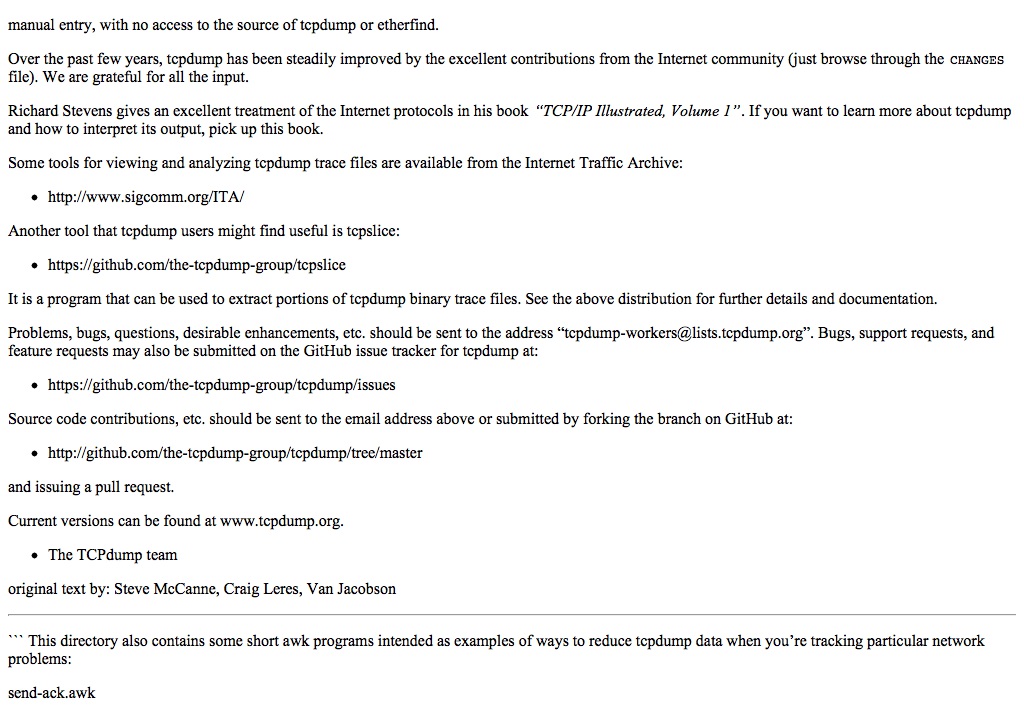 manual entry, with no access to the source of tcpdump or etherfind.
Over the past few years, tcpdump has been steadily improved by the excellent contributions from the Internet community (just browse through the CHANGES
file). We are grateful for all the input.
Richard Stevens gives an excellent treatment of the Internet protocols in his book “TCP/IP Illustrated, Volume 1”. If you want to learn more about tcpdump
and how to interpret its output, pick up this book.
Some tools for viewing and analyzing tcpdump trace files are available from the Internet Traffic Archive:
• http://www.sigcomm.org/ITA/
Another tool that tcpdump users might find useful is tcpslice:
• https://github.com/the-tcpdump-group/tcpslice
It is a program that can be used to extract portions of tcpdump binary trace files. See the above distribution for further details and documentation.
Problems, bugs, questions, desirable enhancements, etc. should be sent to the address “tcpdump-workers@lists.tcpdump.org”. Bugs, support requests, and
feature requests may also be submitted on the GitHub issue tracker for tcpdump at:
• https://github.com/the-tcpdump-group/tcpdump/issues
Source code contributions, etc. should be sent to the email address above or submitted by forking the branch on GitHub at:
• http://github.com/the-tcpdump-group/tcpdump/tree/master
and issuing a pull request.
Current versions can be found at www.tcpdump.org.
• The TCPdump team
original text by: Steve McCanne, Craig Leres, Van Jacobson
``` This directory also contains some short awk programs intended as examples of ways to reduce tcpdump data when you’re tracking particular network
problems:
send-ack.awk